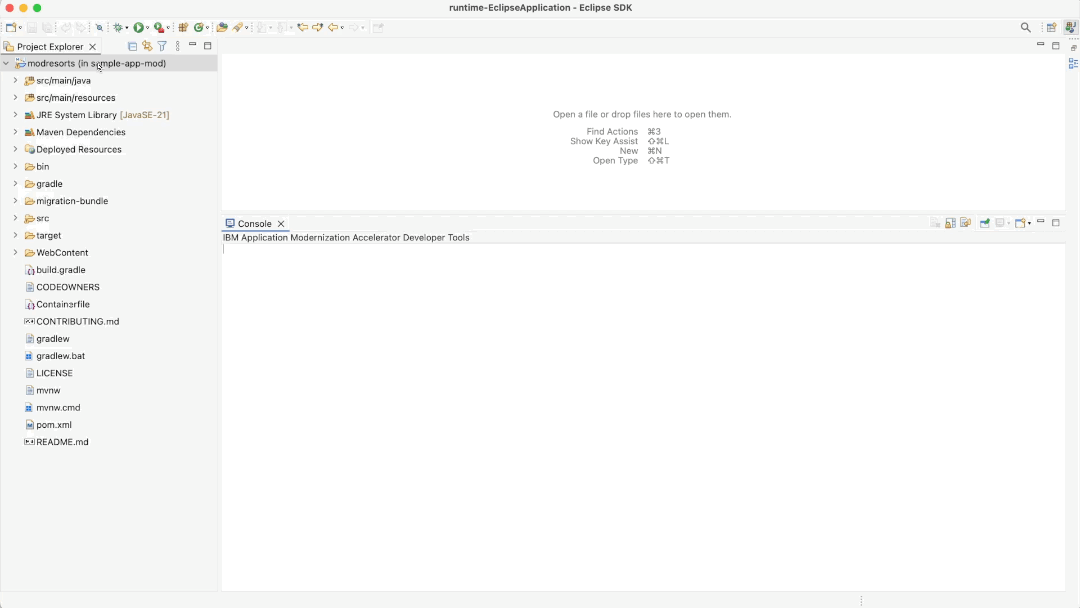 runtime-EclipseApplication - Eclipse SDK
Project Explorer
modresorts (in sample-app-mod)
src/main/java
src/main/resources
JRE System Library [JavaSE-21]
Maven Dependencies
Deployed Resources
bin
gradle
migration-bundle
src
target
WebContent
build.gradle
CODEOWNERS
Containerfile
CONTRIBUTING.md
gradlew
gradlew.bat
LICENSE
mvnw
mvnw.cmd
pom.xml
README.md
Open a file or drop files here to open them.
Find Actions ⌘3
Show Key Assist ⇧⌘L
New ⌘N
Open Type ⇧⌘T
Console
IBM Application Modernization Accelerator Developer Tools